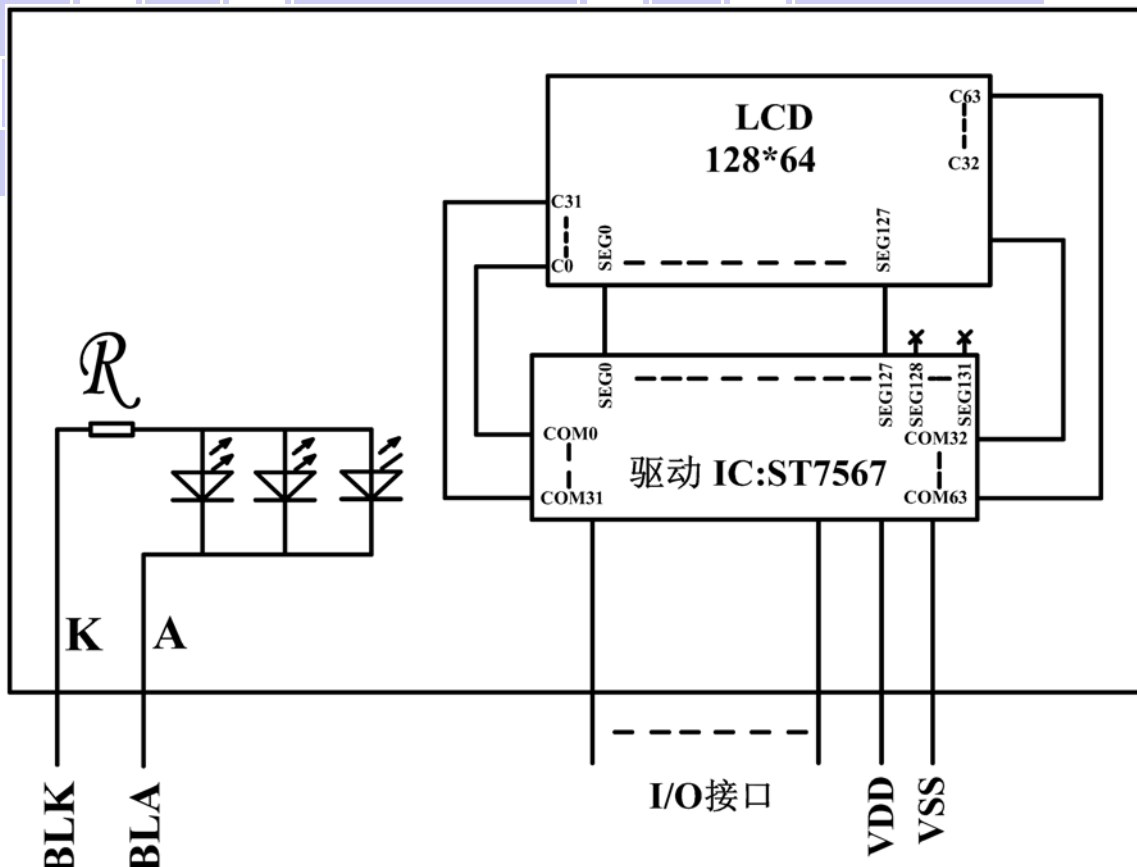 LCD
128*64
C63
C32
C31
C0
SEG0
SEG127
R
SEG0
SEG127
SEG128
SEG131
COM0
COM32
驱动 IC:ST7567
COM31
COM63
K
A
BLK
BLA
I/O接口
VDD
VSS